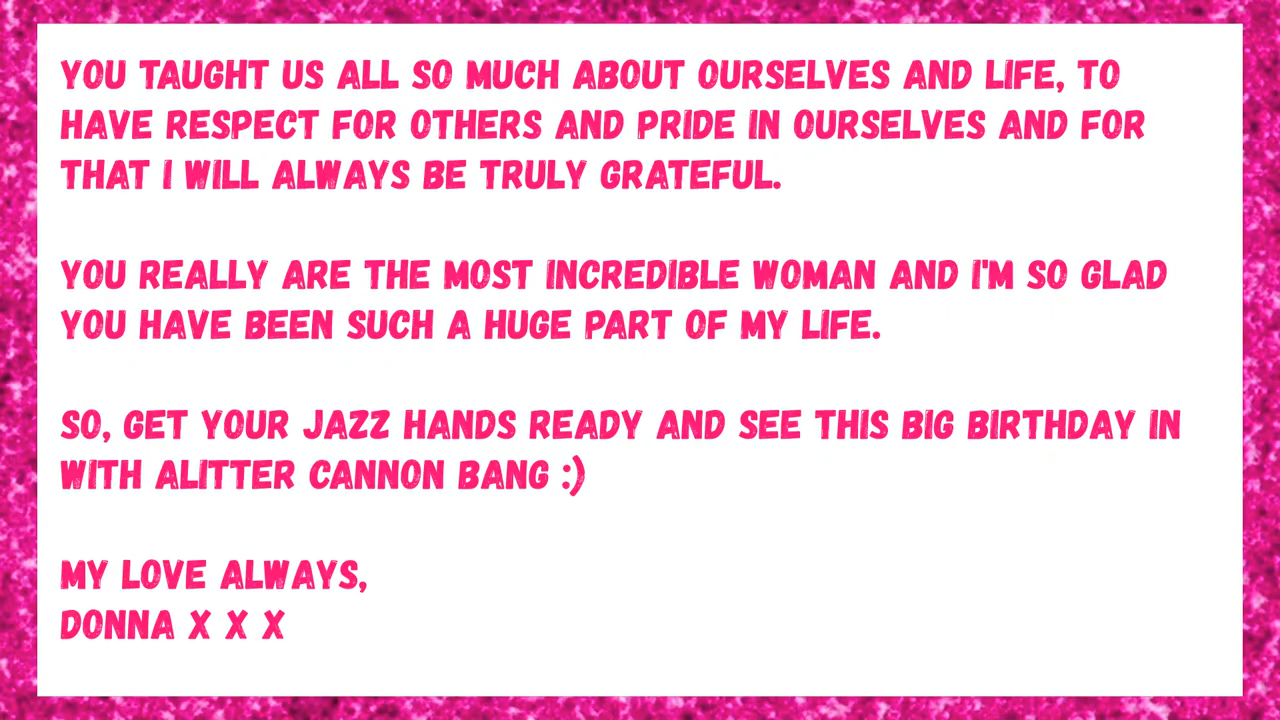 YOU TAUGHT US ALL SO MUCH ABOUT OURSELVES AND LIFE, TO
HAVE RESPECT FOR OTHERS AND PRIDE IN OURSELVES AND FOR
THAT I WILL ALWAYS BE TRULY GRATEFUL.
YOU REALLY ARE THE MOST INCREDIBLE WOMAN AND I'M SO GLAD
YOU HAVE BEEN SUCH A HUGE PART OF MY LIFE.
SO, GET YOUR JAZZ HANDS READY AND SEE THIS BIG BIRTHDAY IN
WITH ALITTER CANNON BANG :)
MY LOVE ALWAYS,
DONNA X X X